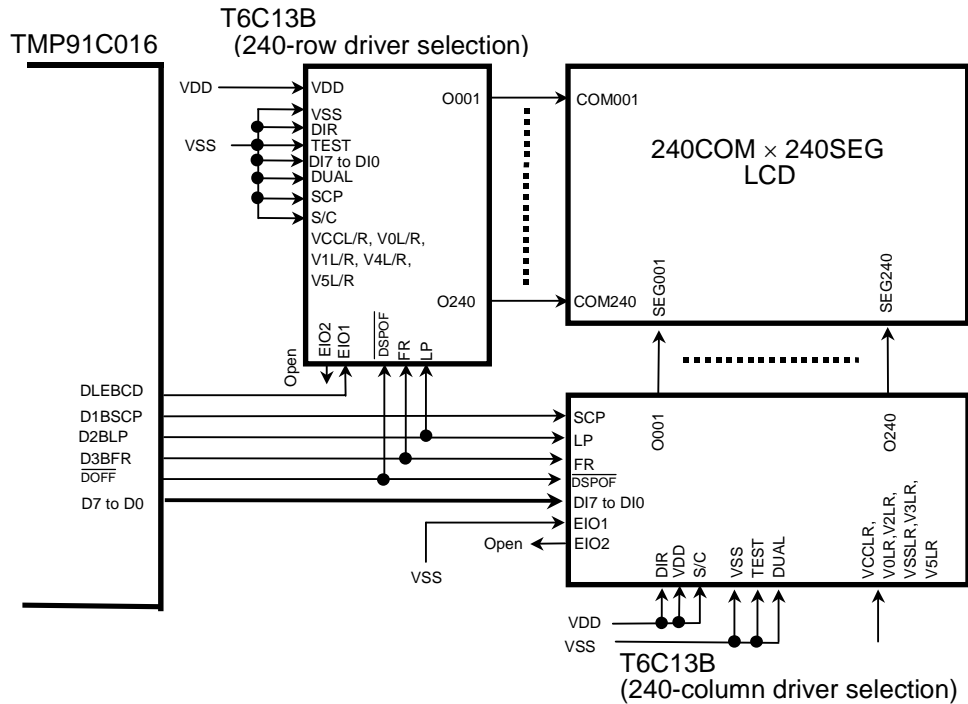 TMP91C016
T6C13B
(240-row driver selection)
VDD
VSS
VDD
VSS
DIR
TEST
DI7 to DI0
DUAL
SCP
S/C
VCCL/R, V0L/R,
V1L/R, V4L/R,
V5L/R
O001
O240
Open
EIO2
EIO1
DSPOF
FR
LP
COM001
240COM × 240SEG
LCD
COM240
SEG001
SEG240
DLEBCD
D1BSCP
D2BLP
D3BFR
DOFF
D7 to D0
SCP
LP
FR
DSPOF
DI7 to DI0
EIO1
EIO2
Open
VSS
O001
O240
DIR
VDD
S/C
VSS
TEST
DUAL
VCCLR,
V0LR,V2LR,
VSSLR,V3LR,
V5LR
VDD
VSS
T6C13B
(240-column driver selection)